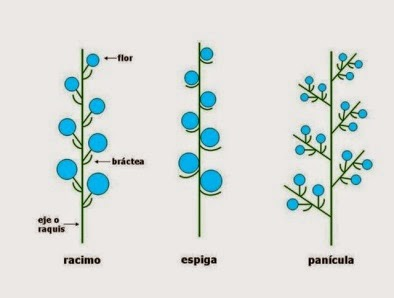 flor
bráctea
eje o
raquis
racimo
espiga
panícula